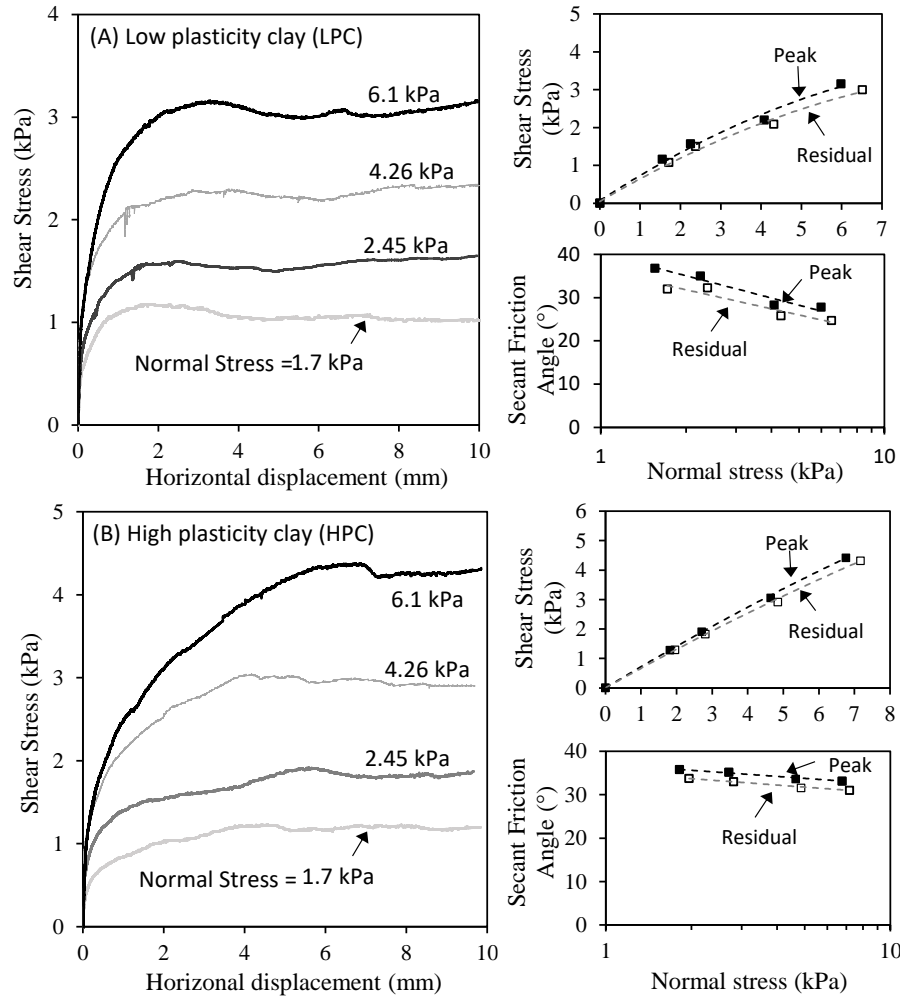 (A) Low plasticity clay (LPC)
Shear Stress (kPa)
4
3
2
1
0
6.1 kPa
4.26 kPa
2.45 kPa
Normal Stress =1.7 kPa
0 2 4 6 8 10
Horizontal displacement (mm)
Shear Stress
(kPa)
5
4
3
2
1
0
Peak
Residual
0 1 2 3 4 5 6 7
Secant Friction
Angle (°)
40
30
20
10
0
Peak
Residual
1 10
Normal stress (kPa)
(B) High plasticity clay (HPC)
Shear Stress (kPa)
5
4
3
2
1
0
6.1 kPa
4.26 kPa
2.45 kPa
Normal Stress = 1.7 kPa
0 2 4 6 8 10
Horizonal displacement (mm)
Shear Stress
(kPa)
6
5
4
3
2
1
0
Peak
Residual
0 1 2 3 4 5 6 7 8
Secant Friction
Angle (°)
40
30
20
10
0
Peak
Residual
1 10
Normal stress (kPa)